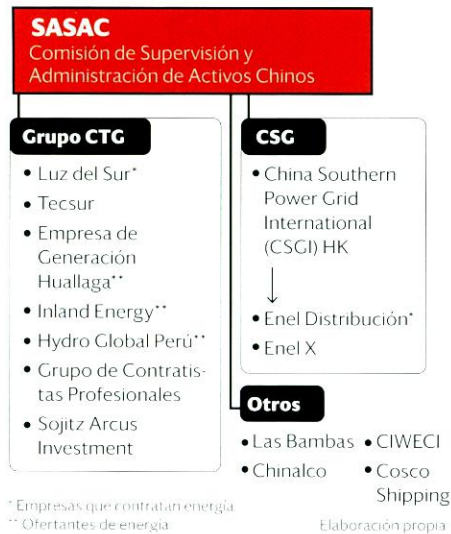 SASAC
Comisión de Supervisión y
Administración de Activos Chinos
Grupo CTG
• Luz del Sur*
• Tecsur
• Empresa de
Generación
Huallaga**
• Inland Energy**
• Hydro Global Perú**
• Grupo de Contratis-
tas Profesionales
• Sojitz Arcus
Investment
CSG
• China Southern
Power Grid
International
(CSGI) HK
• Enel Distribución*
• Enel X
Otros
• Las Bambas
• Chinalco
• CIWECI
• Cosco
Shipping
* Empresas que contratan energía.
** Ofertantes de energía
Elaboración propia